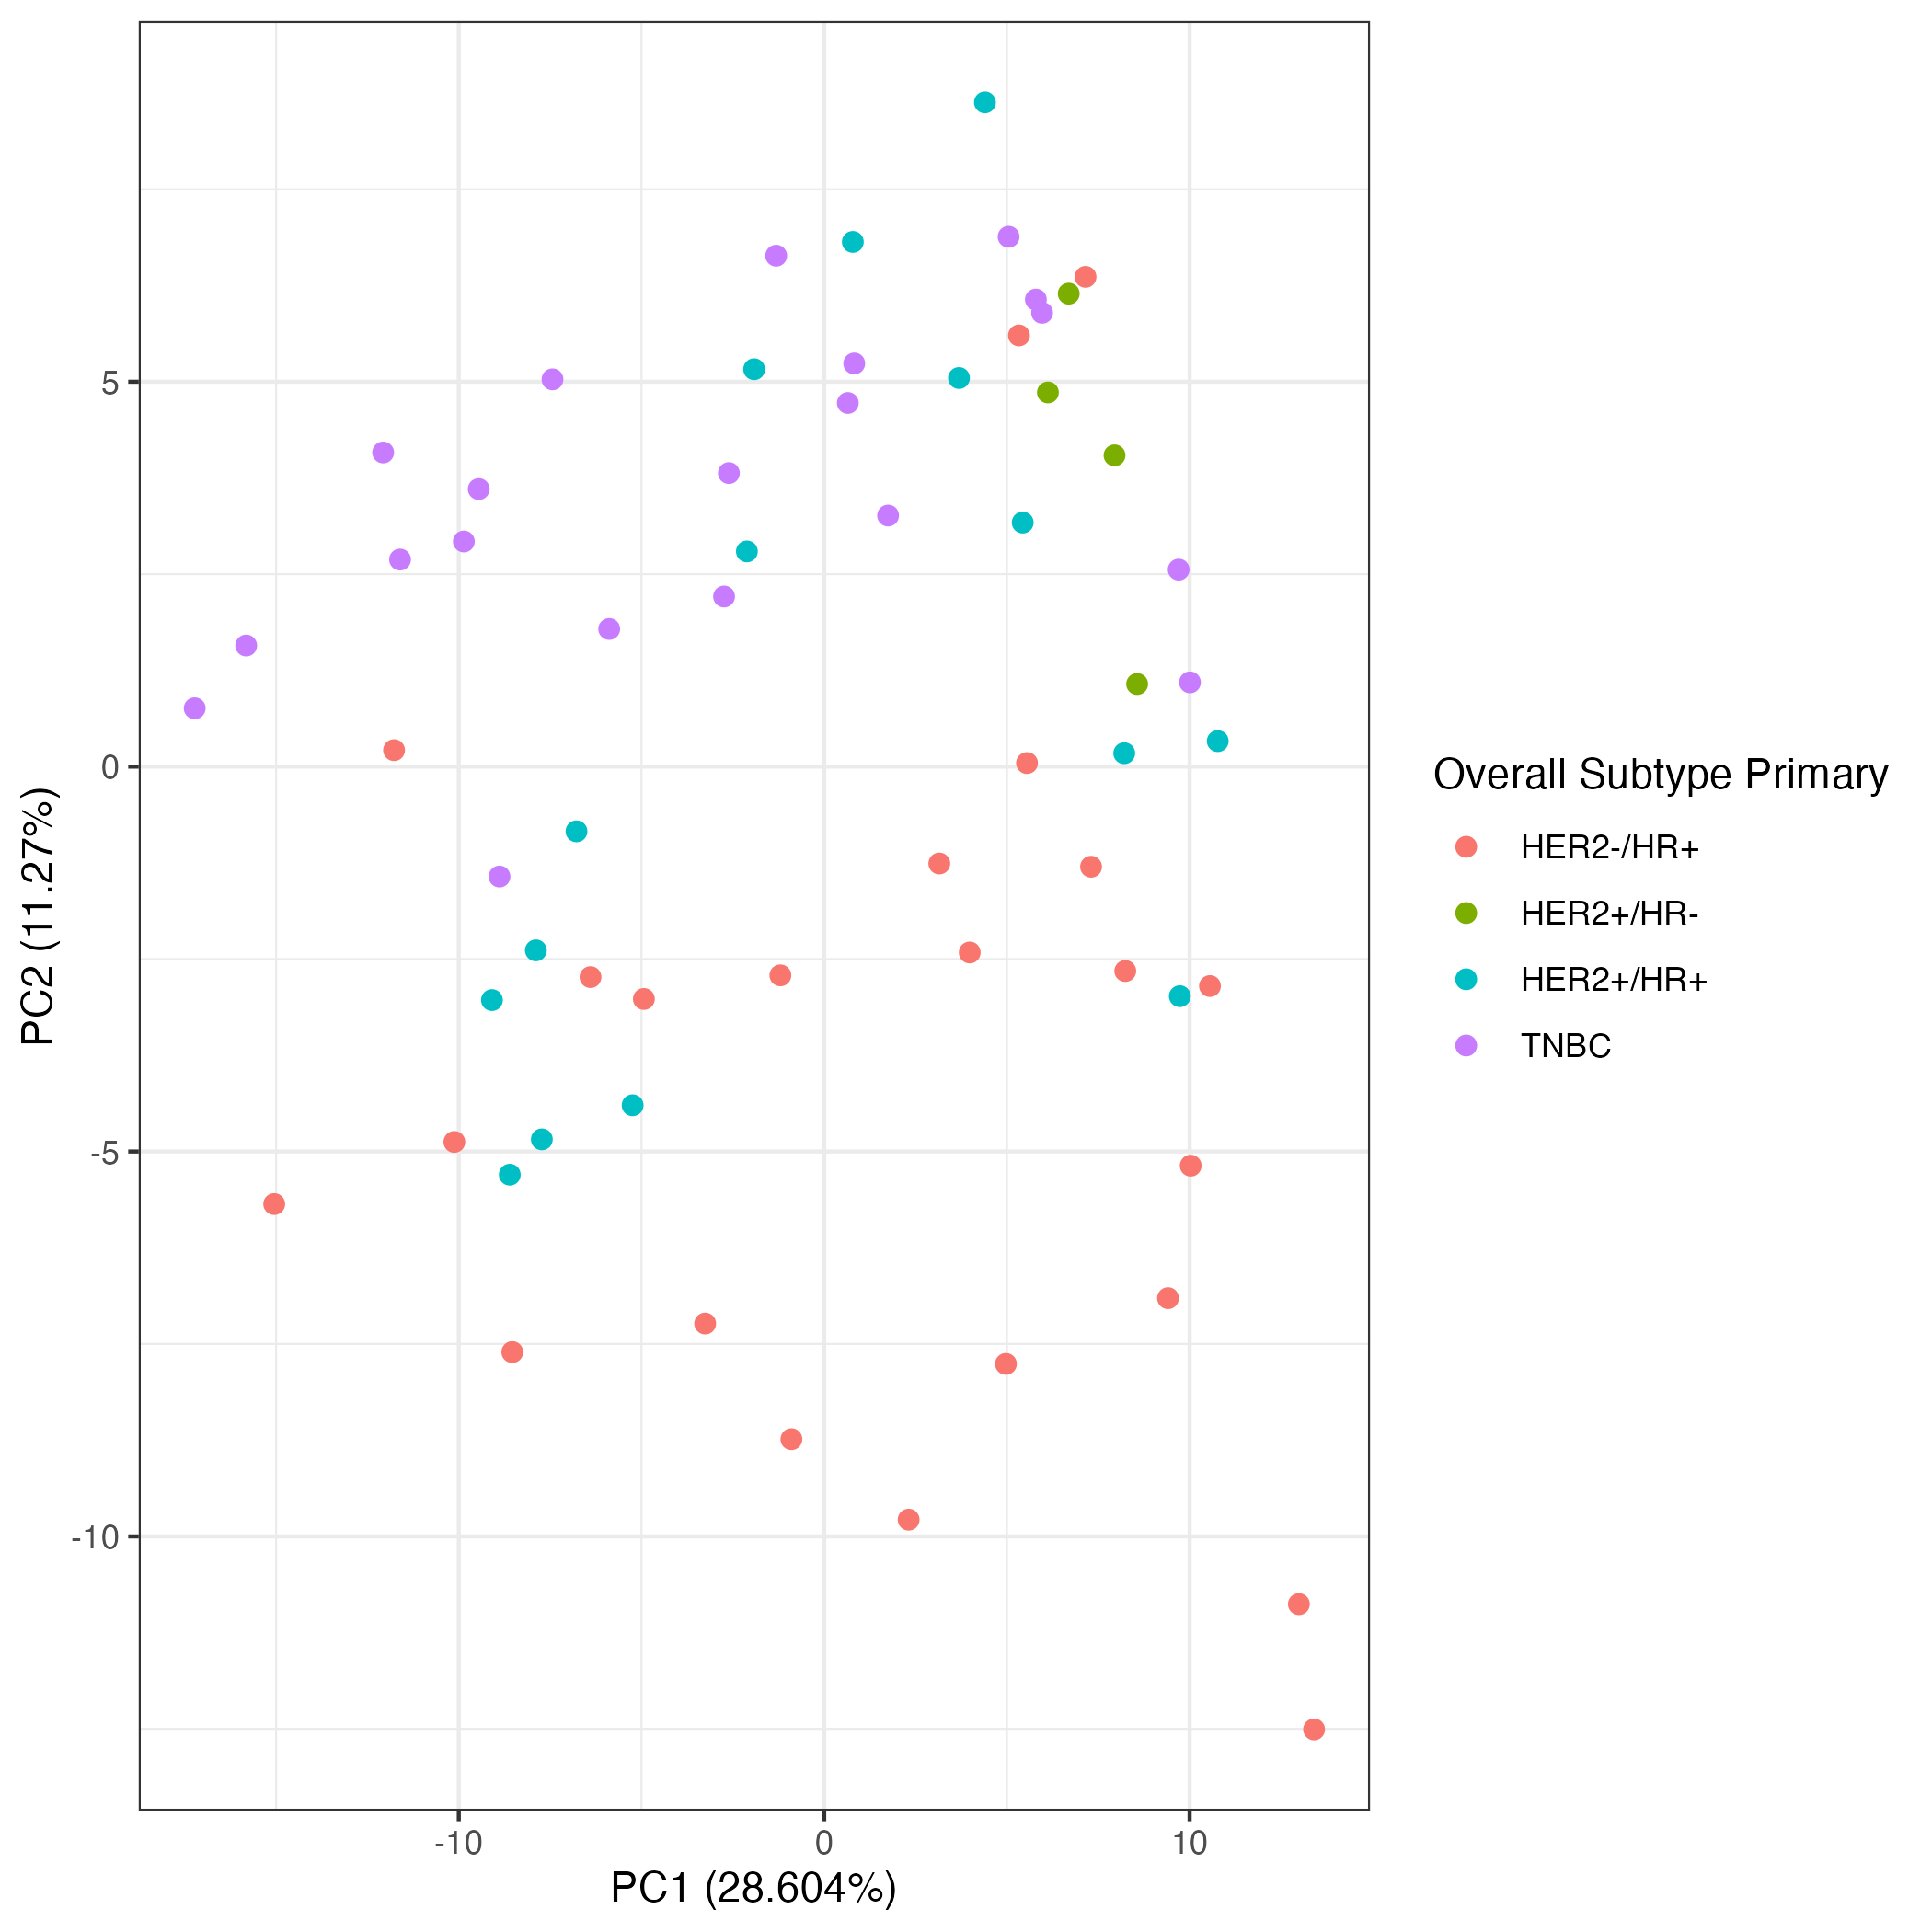 5
0
-5
-10
-10
0
10
PC1 (28.604%)
PC2 (11.27%)
Overall Subtype Primary
HER2-/HR+
HER2+/HR-
HER2+/HR+
TNBC